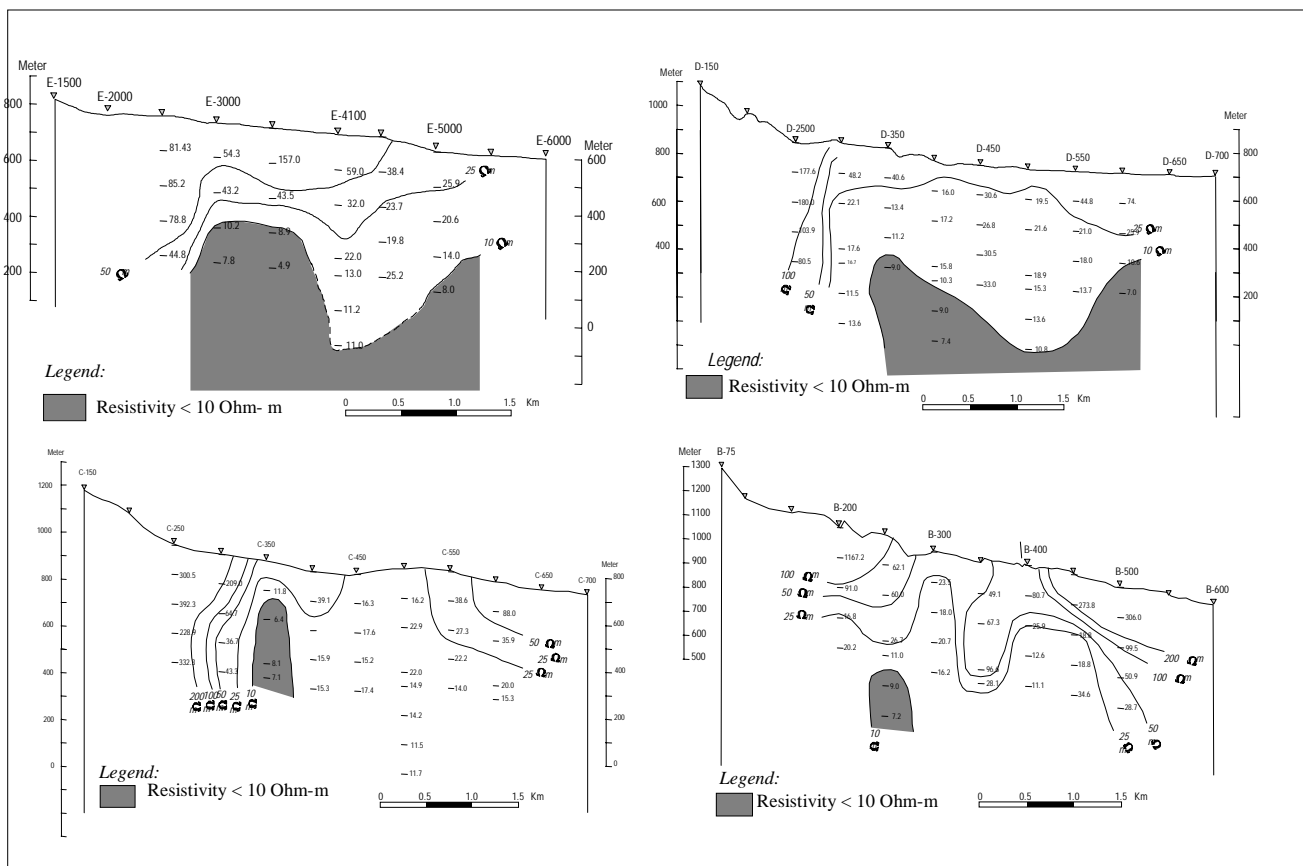 Meter
E-1500
E-2000
E-3000
E-4100
E-5000
E-6000
800
600
400
200
600
400
200
0
81.43
85.2
78.8
44.8
54.3
43.2
10.2
7.8
157.0
43.5
8.9
4.9
59.0
32.0
22.0
13.0
11.2
11.0
38.4
23.7
19.8
25.2
25.9
20.6
14.0
8.0
25 Ωm
10 Ωm
50 Ωm
Legend:
Resistivity < 10 Ohm- m
0 0.5 1.0 1.5
Km
Meter
D-150
D-2500
D-350
D-450
D-550
D-650
D-700
1000
800
600
400
800
600
400
200
177.6
180.0
103.9
80.5
48.2
22.1
17.6
16.7
11.5
13.6
40.6
13.4
11.2
9.0
16.0
17.2
15.8
10.3
9.0
7.4
30.6
26.8
30.5
33.0
19.5
21.6
18.9
15.3
13.6
10.8
44.8
21.0
18.0
13.7
74.
25.9
10.6
7.0
25 Ωm
10 Ωm
100
50
Legend:
Resistivity < 10 Ohm-m
0 0.5 1.0 1.5
Km
Meter
C-150
C-250
C-350
C-450
C-550
C-650
C-700
Meter
1200
1000
800
600
400
200
0
800
600
400
200
0
300.5
392.3
228.9
332.3
209.0
64.7
36.7
43.3
11.8
6.4
8.1
7.1
39.1
15.9
15.3
16.3
17.6
15.2
17.4
16.2
22.9
22.0
14.9
14.2
11.5
11.7
38.6
27.3
22.2
14.0
88.0
35.9
20.0
15.3
50 Ωm
25 Ωm
25 Ωm
200 100 50 25 10
Legend:
Resistivity < 10 Ohm-m
0 0.5 1.0 1.5
Km
Meter
B-75
B-200
B-300
B-400
B-500
B-600
1300
1200
1100
1000
900
800
700
600
500
1167.2
91.0
16.8
20.2
62.1
60.0
26.7
11.0
9.0
7.2
23.5
18.0
20.7
16.2
49.1
67.3
96.6
28.1
80.7
25.9
12.6
11.1
273.8
18.8
18.8
34.6
306.0
99.5
50.9
28.7
100 Ωm
50 Ωm
25 Ωm
200 Ωm
100 Ωm
10
25
50
Legend:
Resistivity < 10 Ohm-m
0 0.5 1.0 1.5
Km